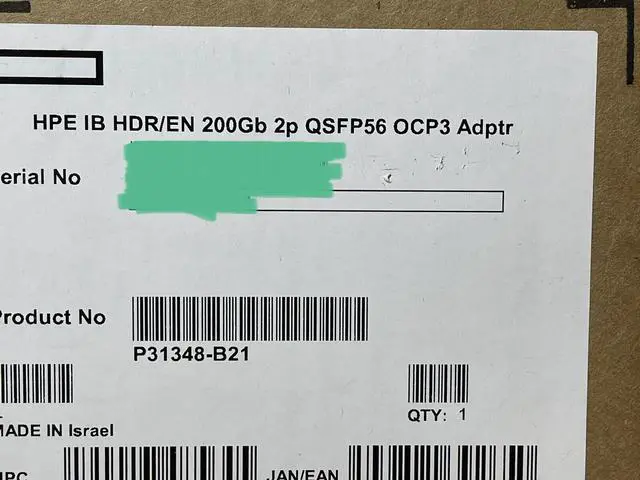 HPE IB HDR/EN 200Gb 2p QSFP56 OCP3 Adptr
erial No
Product No
P31348-B21
QTY: 1
MADE IN Israel
UPC
JAN/EAN